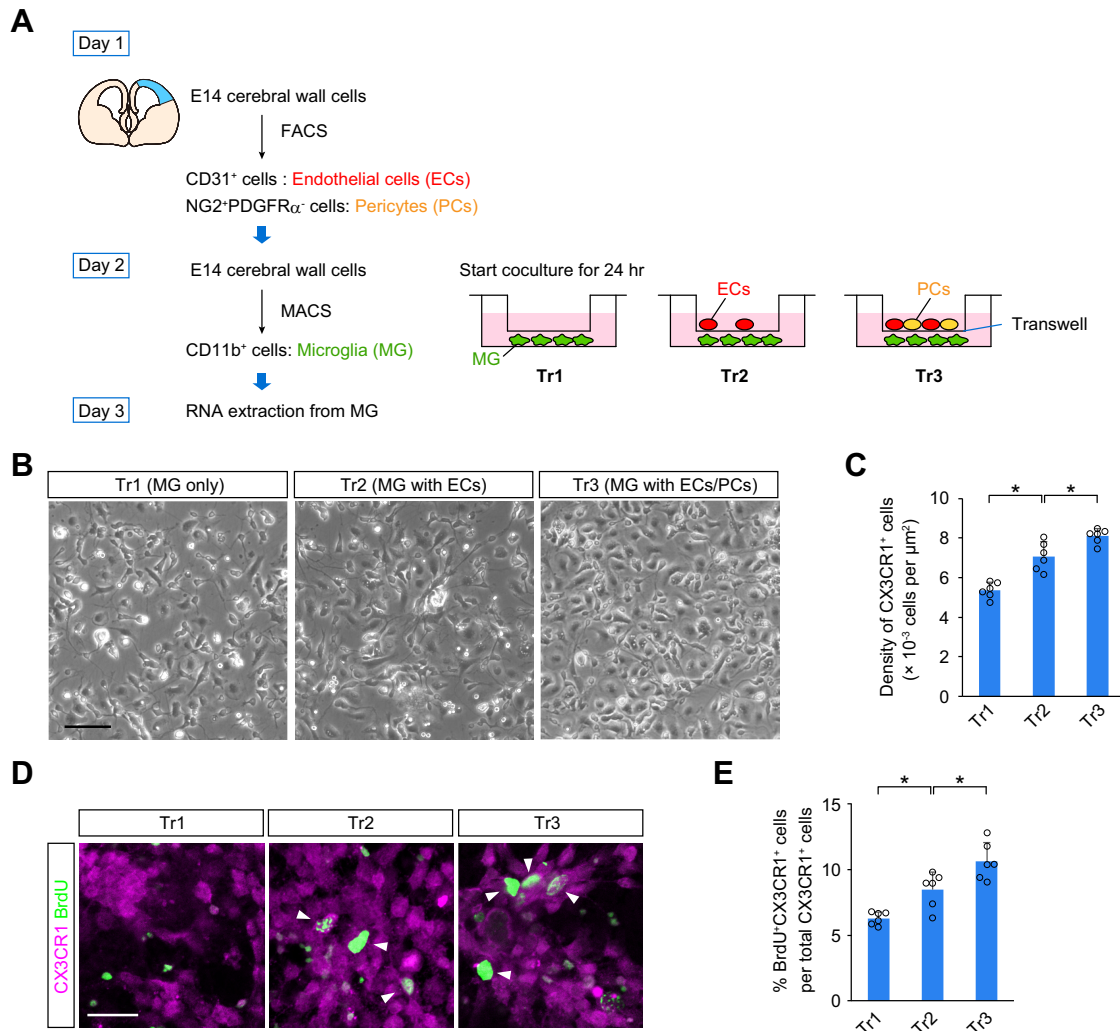 A
Day 1
E14 cerebral wall cells
FACS
CD31⁺ cells : Endothelial cells (ECs)
NG2⁺PDGFRα⁻ cells: Pericytes (PCs)
Day 2
E14 cerebral wall cells
MACS
CD11b⁺ cells: Microglia (MG)
Day 3
RNA extraction from MG
Start coculture for 24 hr
ECs
PCs
Transwell
MG
Tr1
Tr2
Tr3
B
Tr1 (MG only)
Tr2 (MG with ECs)
Tr3 (MG with ECs/PCs)
C
Density of CX3CR1⁺ cells
(× 10⁻³ cells per μm²)
10
8
6
4
2
0
*
*
Tr1
Tr2
Tr3
D
Tr1
Tr2
Tr3
CX3CR1 BrdU
E
% BrdU⁺CX3CR1⁺ cells
per total CX3CR1⁺ cells
15
10
5
0
*
*
Tr1
Tr2
Tr3